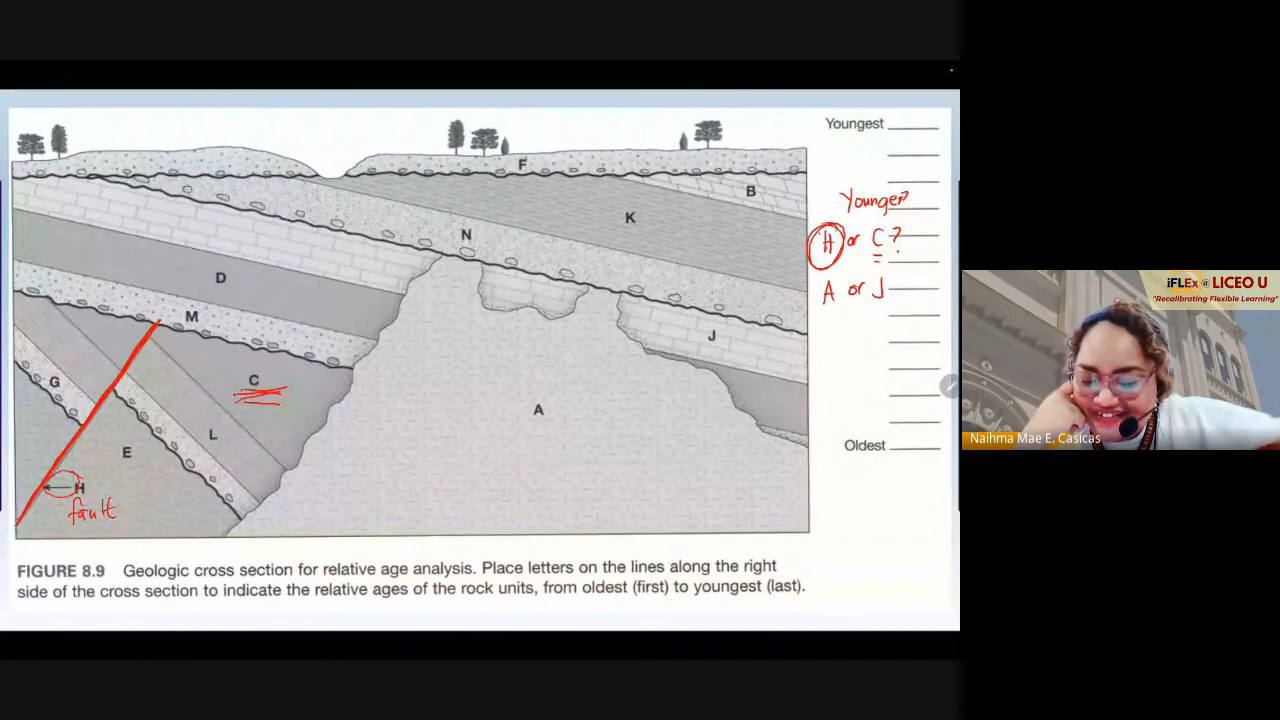 Youngest
F
B
Younger?
K
N
H or C?
D
A or J
M
J
C
G
A
L
Oldest
E
H
fault
FIGURE 8.9 Geologic cross section for relative age analysis. Place letters on the lines along the right
side of the cross section to indicate the relative ages of the rock units, from oldest (first) to youngest (last).
iFLEx @ LICEO U
"Recalibrating Flexible Learning"
Naihma Mae E. Casicas